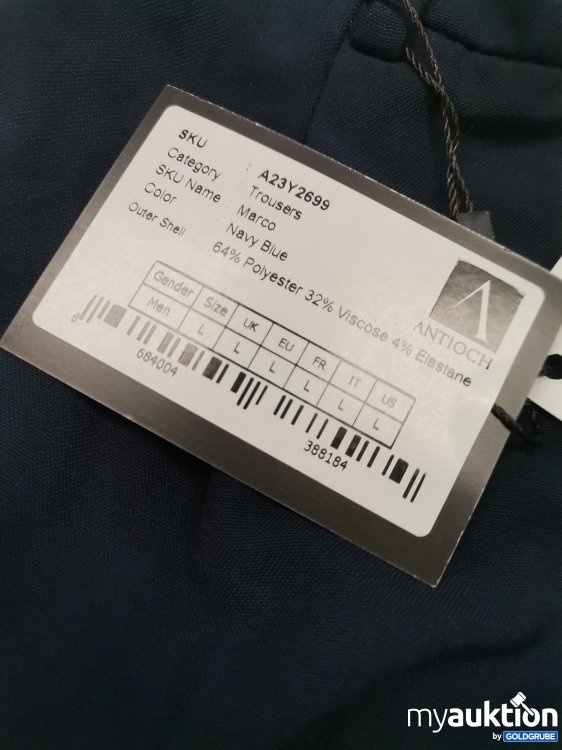 SKU : A23Y2699
Category : Trousers
SKU Name : Marco
Color : Navy Blue
Outer Shell 64% Polyester 32% Viscose 4% Elastane
ANTIOCH
Gender Size UK EU FR IT US
Men L L L L L L
8 684004 388184
myauktion
by GOLDGRUBE